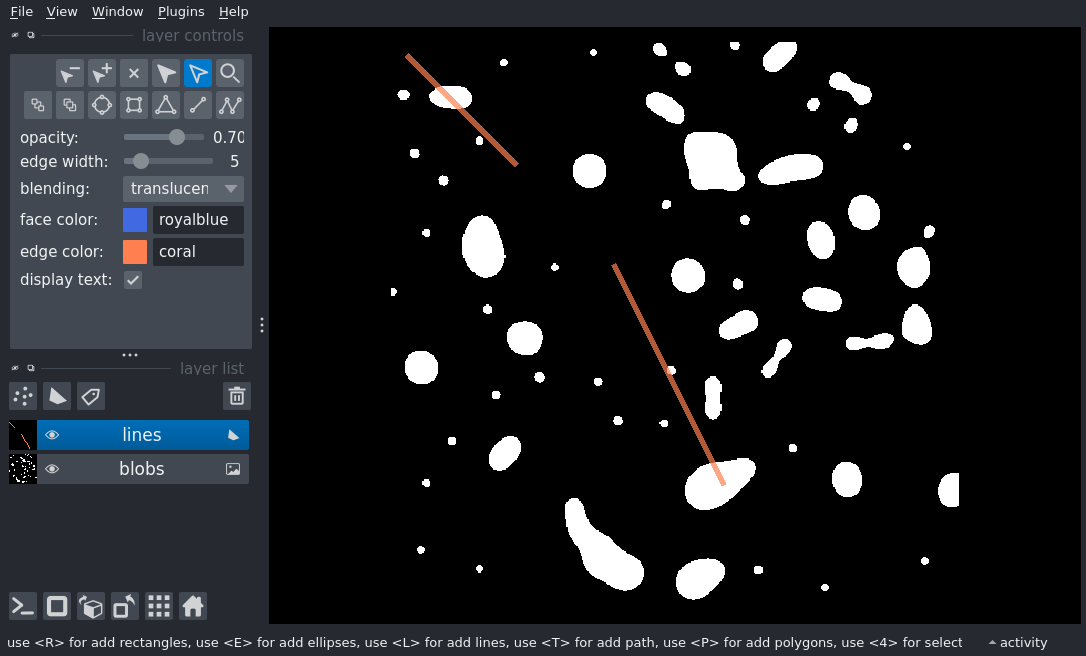 File View Window Plugins Help
layer controls
opacity: 0.70
edge width: 5
blending: translucen
face color: royalblue
edge color: coral
display text:
layer list
lines
blobs
use <R> for add rectangles, use <E> for add ellipses, use <L> for add lines, use <T> for add path, use <P> for add polygons, use <4> for select
activity